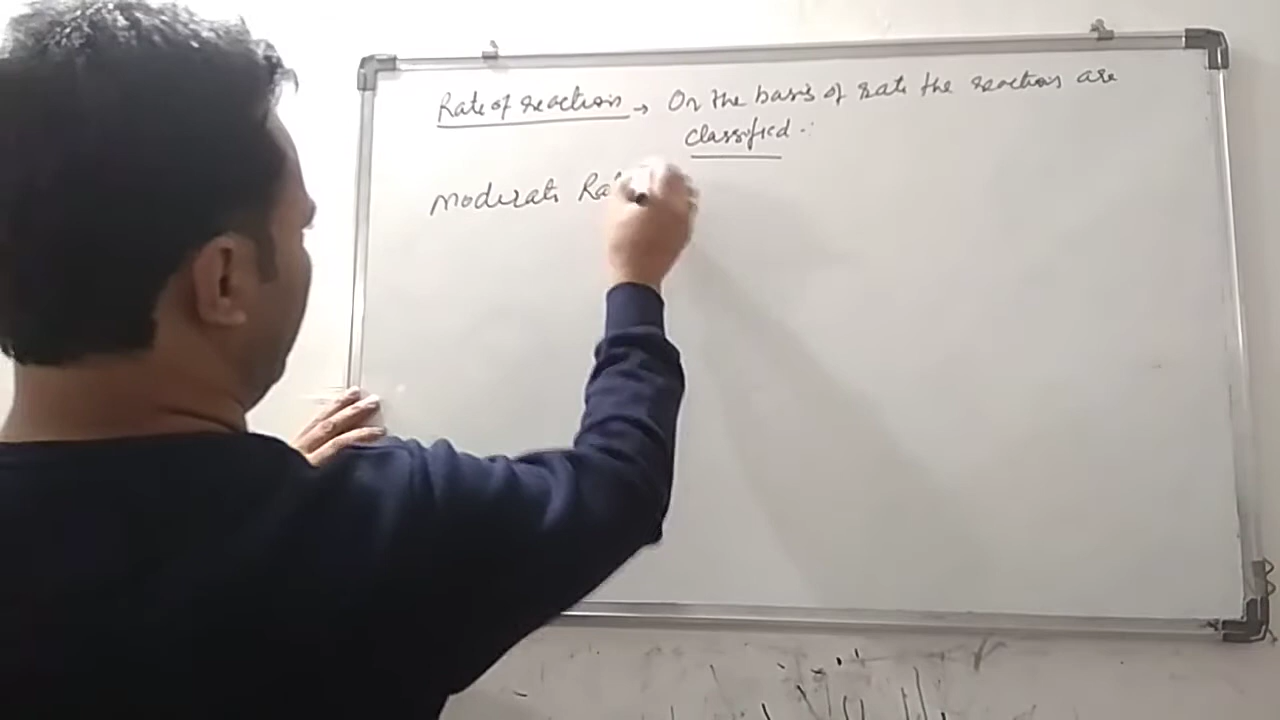 Rate of reaction → On the basis of rate the reactions are
classified :
Moderate